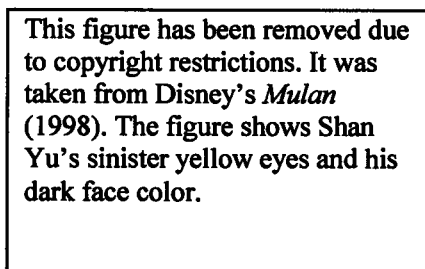 This figure has been removed due
to copyright restrictions. It was
taken from Disney's Mulan
(1998). The figure shows Shan
Yu's sinister yellow eyes and his
dark face color.